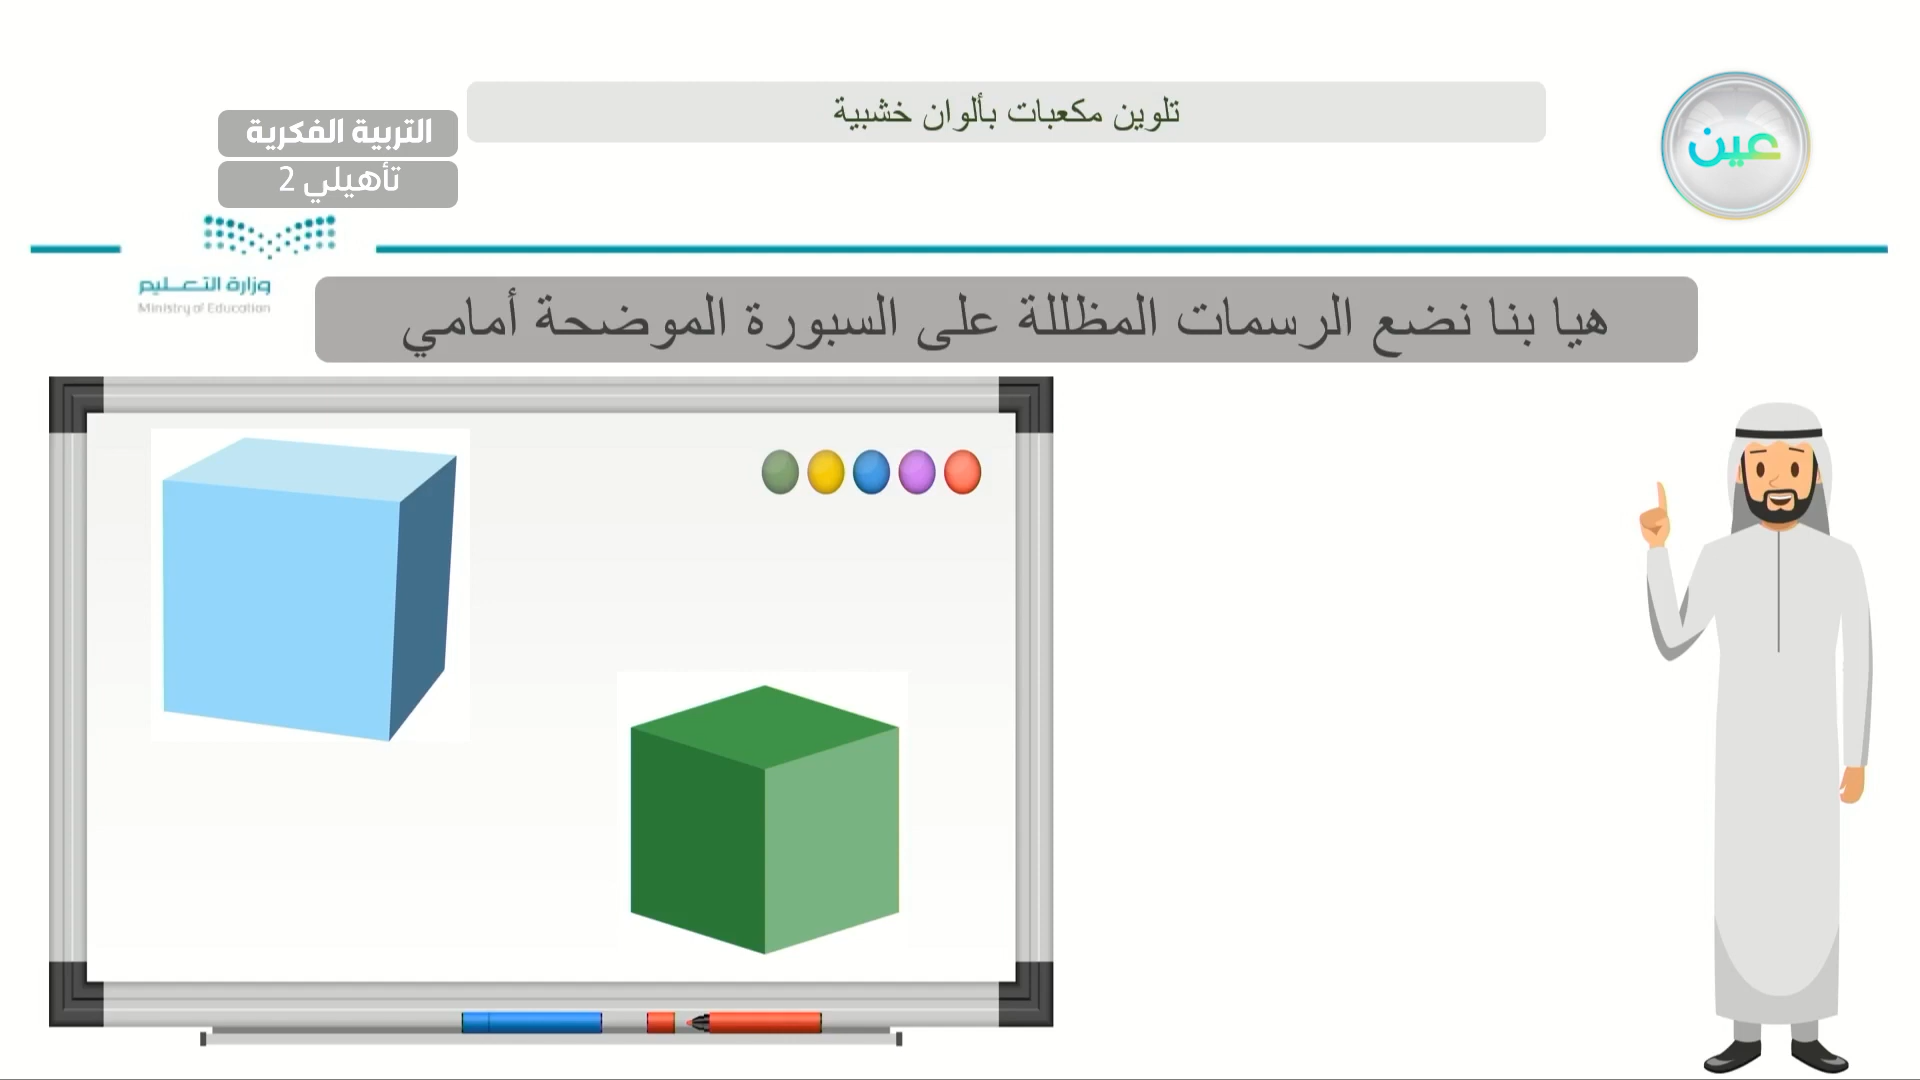 تلوين مكعبات بألوان خشبية
عين
التربية الفكرية
تأهيلي 2
وزارة التعليم
Ministry of Education
هيا بنا نضع الرسمات المظللة على السبورة الموضحة أمامي